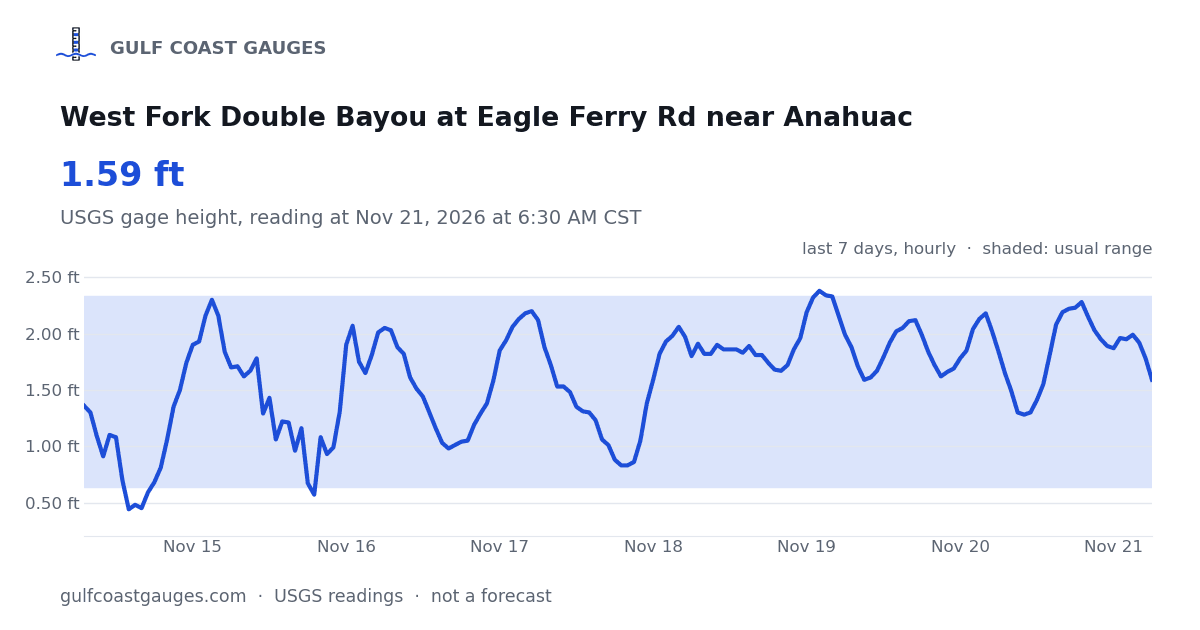 GULF COAST GAUGES
West Fork Double Bayou at Eagle Ferry Rd near Anahuac
1.59 ft
USGS gage height, reading at Nov 21, 2026 at 6:30 AM CST
last 7 days, hourly · shaded: usual range
2.50 ft
2.00 ft
1.50 ft
1.00 ft
0.50 ft
Nov 15 Nov 16 Nov 17 Nov 18 Nov 19 Nov 20 Nov 21
gulfcoastgauges.com · USGS readings · not a forecast